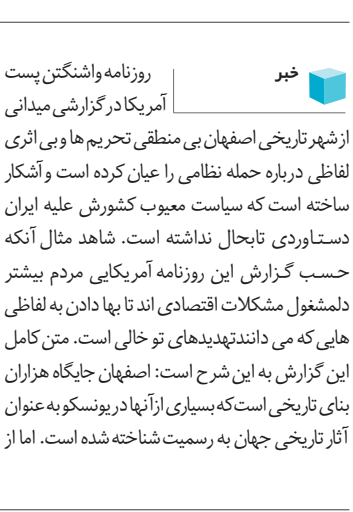 خبر
روزنامه واشنگتن پست
آمریکا در گزارشی میدانی
از شهر تاریخی اصفهان بی منطقی تحریم ها و بی اثری
لفاظی درباره حمله نظامی را عیان کرده است و آشکار
ساخته است که سیاست معیوب کشورش علیه ایران
دستاوردی تابحال نداشته است. شاهد مثال آنکه
حسب گزارش این روزنامه آمریکایی مردم بیشتر
دلمشغول مشکلات اقتصادی اند تا بها دادن به لفاظی
هایی که می دانندتهدیدهای تو خالی است. متن کامل
این گزارش به این شرح است: اصفهان جایگاه هزاران
بنای تاریخی است که بسیاری از آنها در یونسکو به عنوان
آثار تاریخی جهان به رسمیت شناخته شده است. اما از